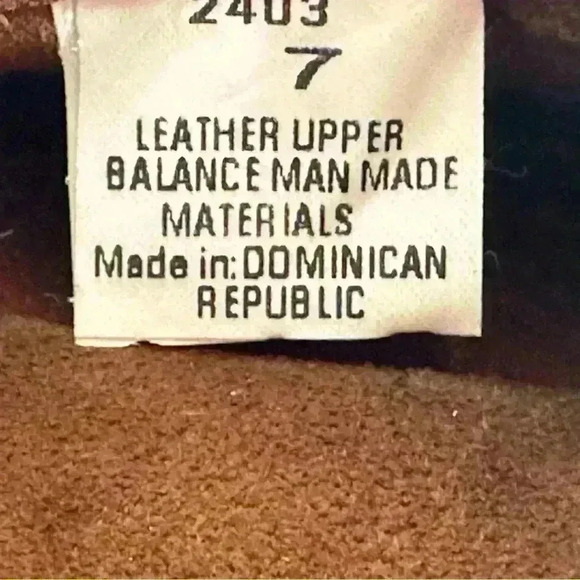 2403
7
LEATHER UPPER
BALANCE MAN MADE
MATERIALS
Made in: DOMINICAN
REPUBLIC